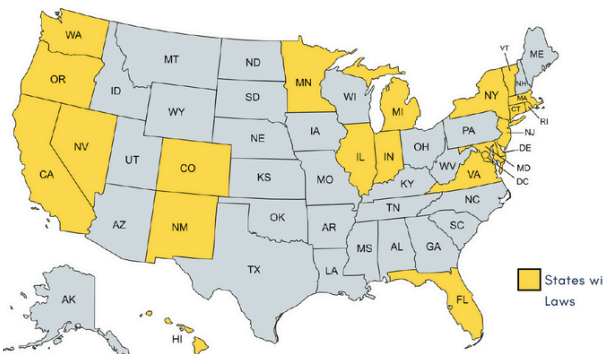 WA
MT
ND
MN
VT
ME
OR
ID
SD
WI
MI
NY
NH
MA
CT
RI
WY
NE
IA
PA
NJ
NV
UT
CO
IL
IN
OH
DE
CA
KS
MO
WV
VA
MD
KY
DC
AZ
NM
OK
AR
TN
NC
SC
TX
LA
MS
AL
GA
FL
AK
HI
States wi
Laws